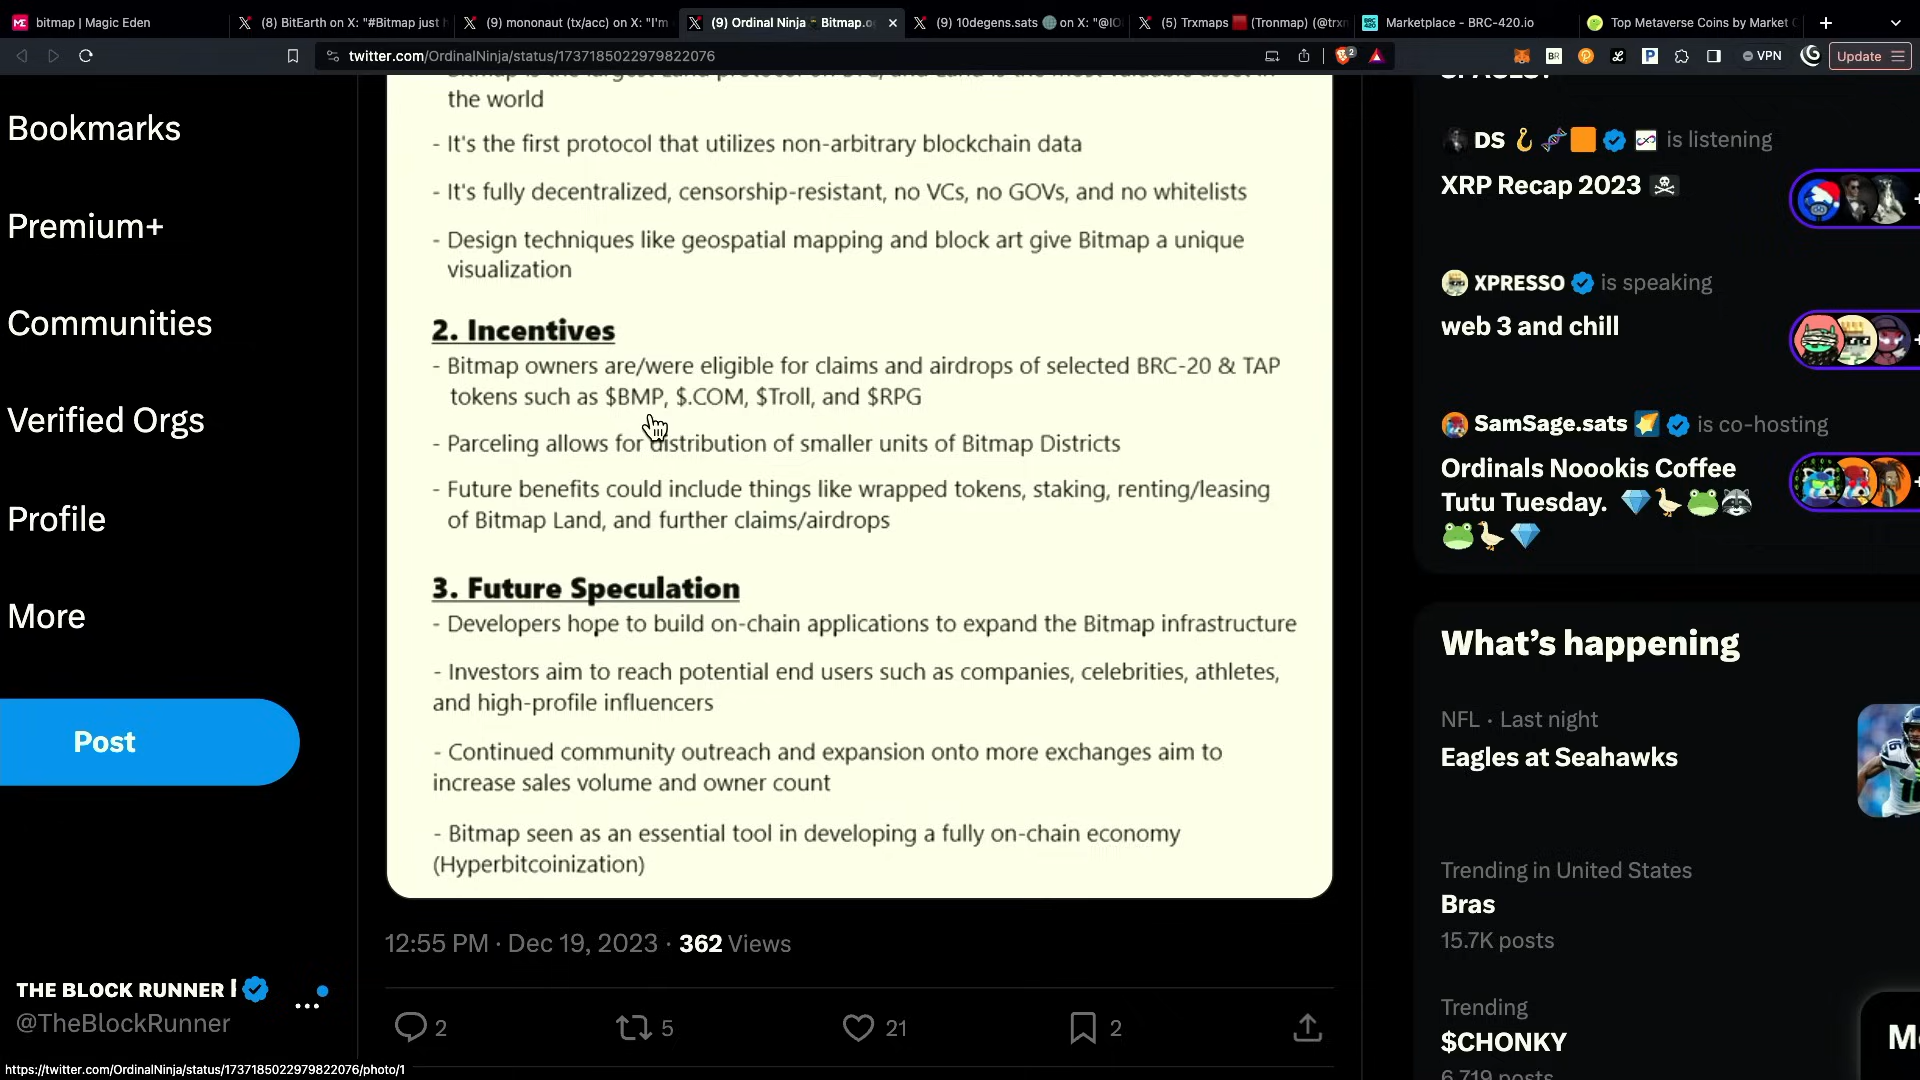 bitmap | Magic Eden
(8) BitEarth on X: "#Bitmap just h
(9) mononaut (tx/acc) on X: "I'm
(9) Ordinal Ninja Bitmap.o
(9) 10degens.sats on X: "@IO
(5) Trxmaps (Tronmap) (@trxm
Marketplace - BRC-420.io
Top Metaverse Coins by Market C
twitter.com/OrdinalNinja/status/1737185022979822076
2
VPN
Update
Bookmarks
Premium+
Communities
Verified Orgs
Profile
More
Post
THE BLOCK RUNNER
@TheBlockRunner
the world
- It's the first protocol that utilizes non-arbitrary blockchain data
- It's fully decentralized, censorship-resistant, no VCs, no GOVs, and no whitelists
- Design techniques like geospatial mapping and block art give Bitmap a unique
visualization
2. Incentives
- Bitmap owners are/were eligible for claims and airdrops of selected BRC-20 & TAP
tokens such as $BMP, $.COM, $Troll, and $RPG
- Parceling allows for distribution of smaller units of Bitmap Districts
- Future benefits could include things like wrapped tokens, staking, renting/leasing
of Bitmap Land, and further claims/airdrops
3. Future Speculation
- Developers hope to build on-chain applications to expand the Bitmap infrastructure
- Investors aim to reach potential end users such as companies, celebrities, athletes,
and high-profile influencers
- Continued community outreach and expansion onto more exchanges aim to
increase sales volume and owner count
- Bitmap seen as an essential tool in developing a fully on-chain economy
(Hyperbitcoinization)
12:55 PM · Dec 19, 2023 · 362 Views
2 5 21 2
DS is listening
XRP Recap 2023
XPRESSO is speaking
web 3 and chill
SamSage.sats is co-hosting
Ordinals Noookis Coffee
Tutu Tuesday.
What's happening
NFL · Last night
Eagles at Seahawks
Trending in United States
Bras
15.7K posts
Trending
$CHONKY
6,719 posts
https://twitter.com/OrdinalNinja/status/1737185022979822076/photo/1